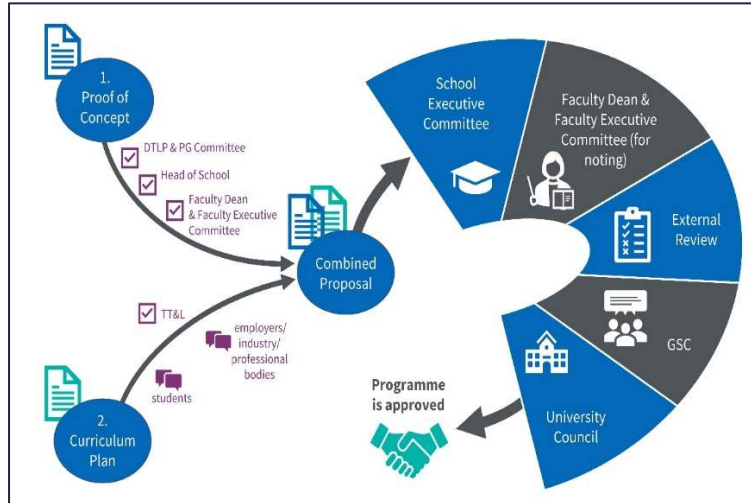 1.
Proof of
Concept
DTLP & PG Committee
Head of School
Faculty Dean
& Faculty Executive
Committee
Combined
Proposal
TT&L
employers/
industry/
professional
bodies
students
2.
Curriculum
Plan
School
Executive
Committee
Faculty Dean &
Faculty Executive
Committee (for
noting)
External
Review
GSC
University
Council
Programme
is approved